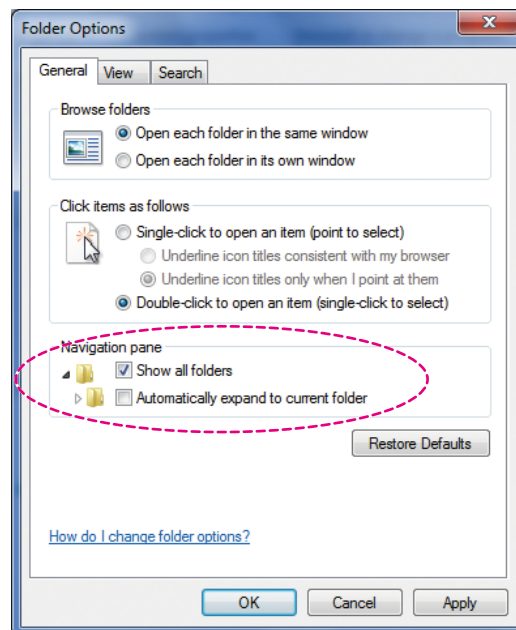 Folder Options
General View Search
Browse folders
Open each folder in the same window
Open each folder in its own window
Click items as follows
Single-click to open an item (point to select)
Underline icon titles consistent with my browser
Underline icon titles only when I point at them
Double-click to open an item (single-click to select)
Navigation pane
Show all folders
Automatically expand to current folder
Restore Defaults
How do I change folder options?
OK Cancel Apply